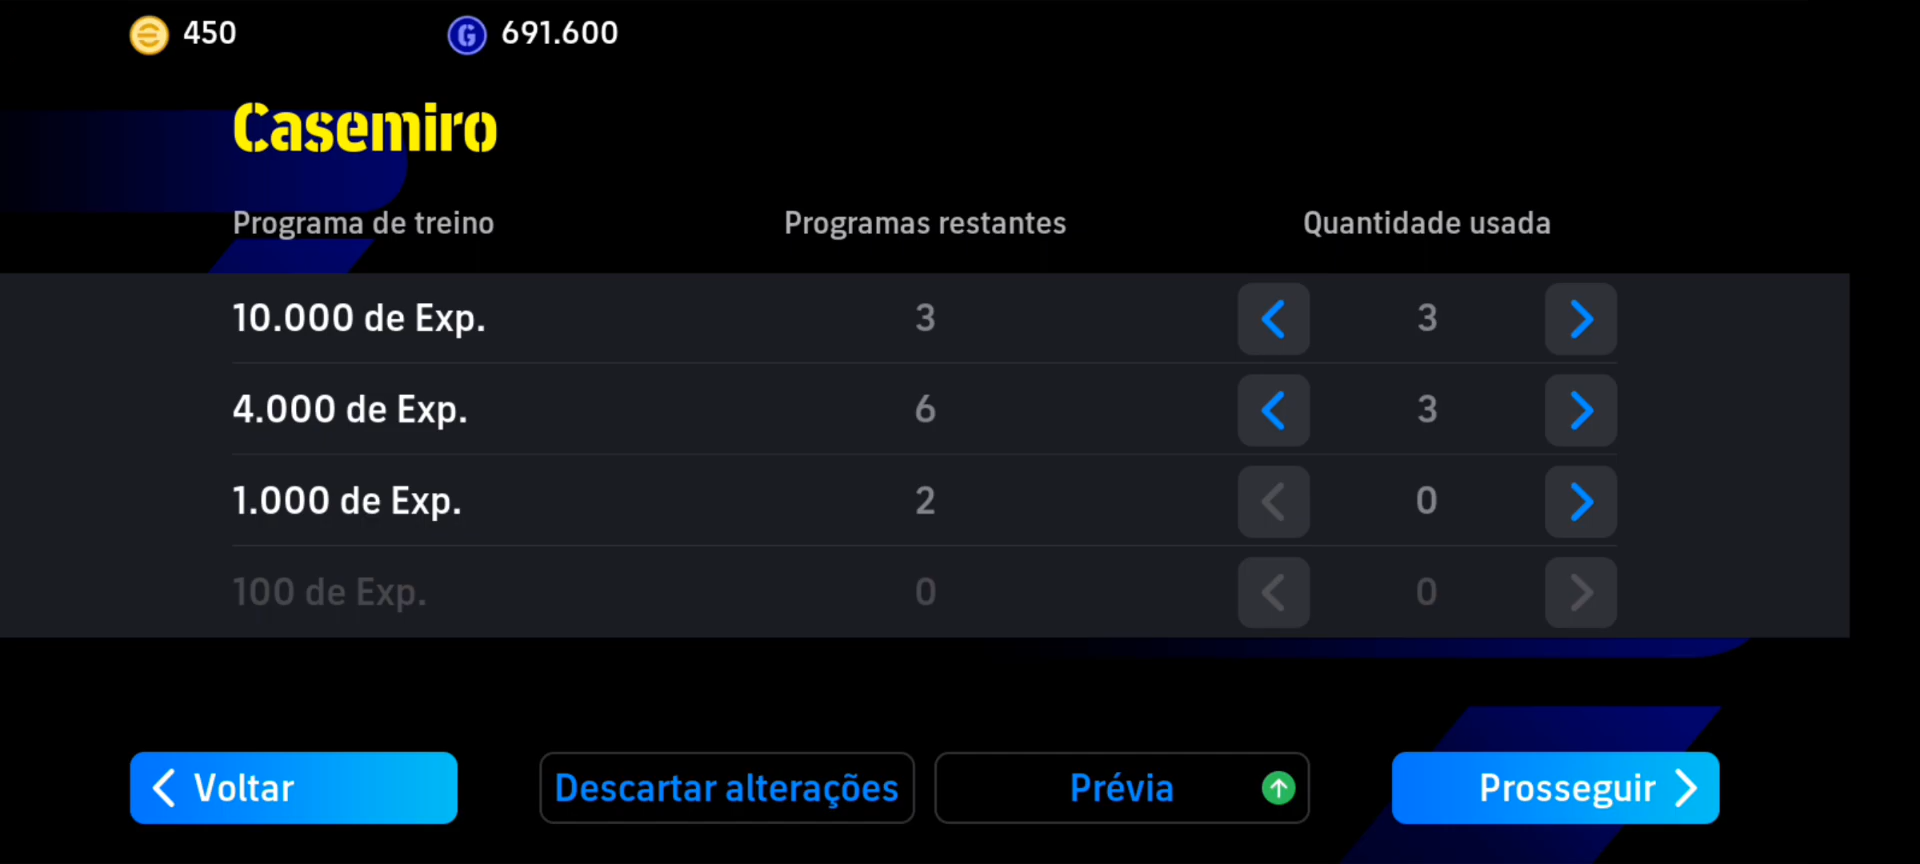 450 691.600
Casemiro
Programa de treino Programas restantes Quantidade usada
10.000 de Exp. 3 3
4.000 de Exp. 6 3
1.000 de Exp. 2 0
100 de Exp. 0 0
Voltar Descartar alterações Prévia Prosseguir